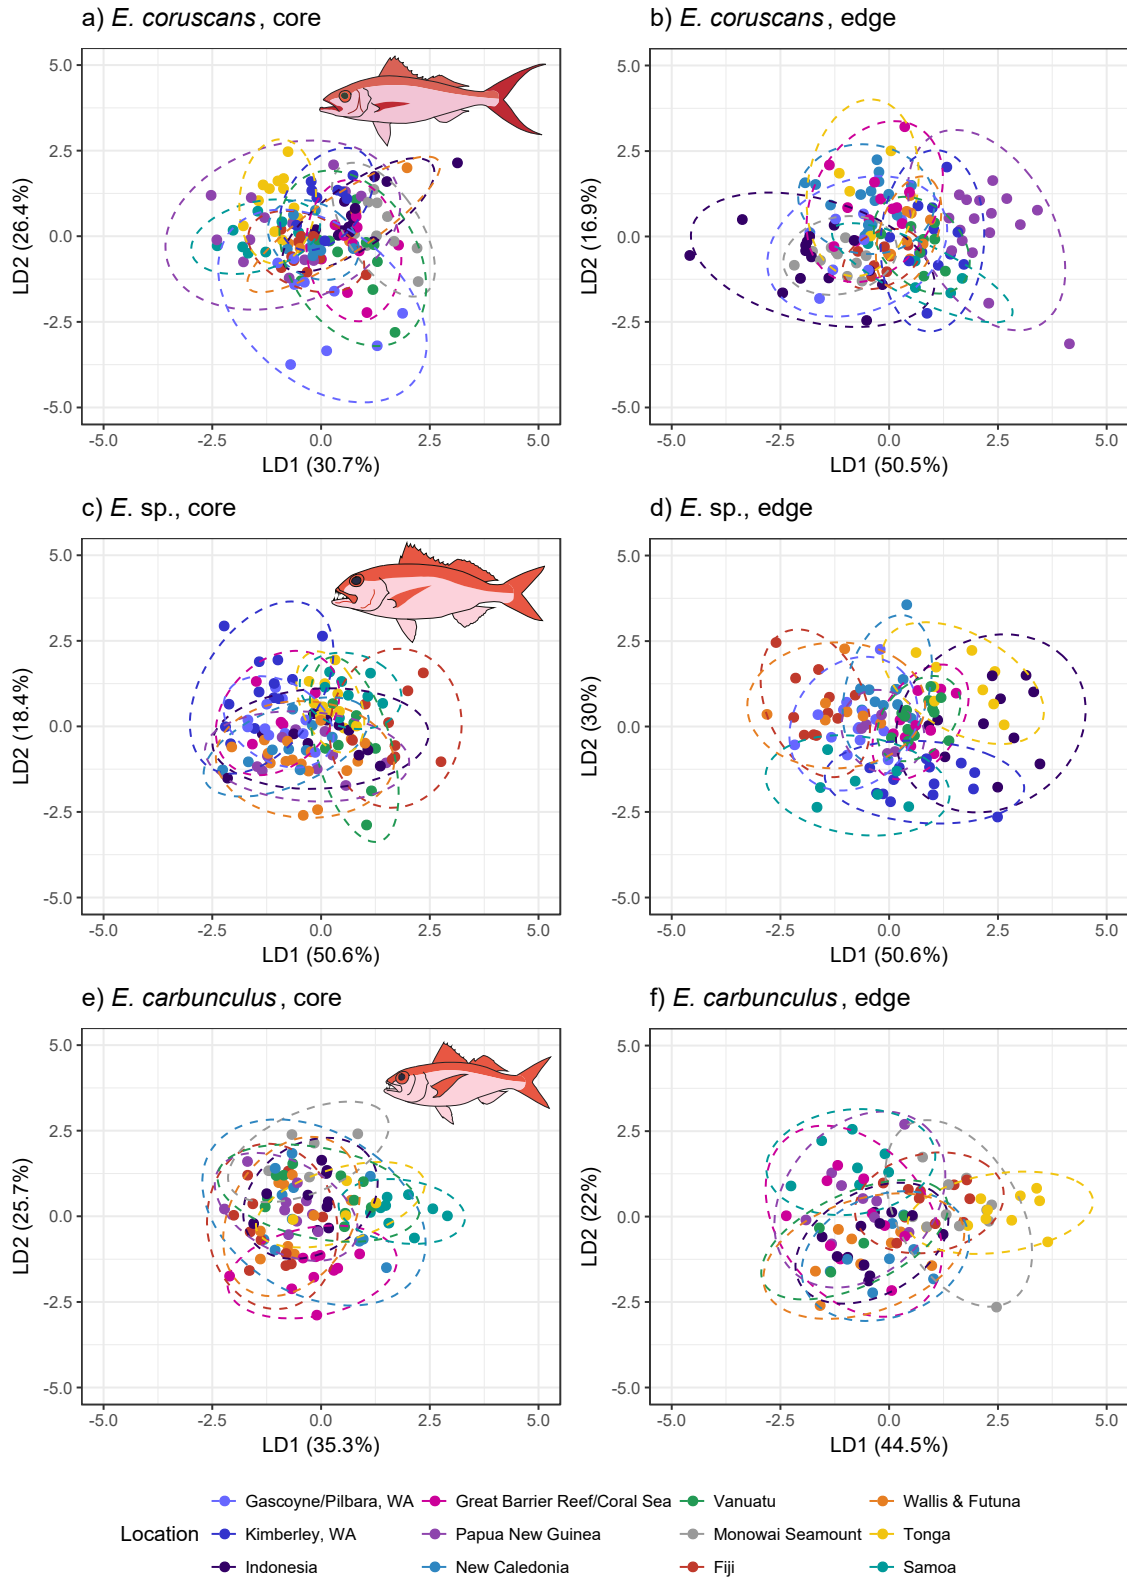 a) E. coruscans, core
b) E. coruscans, edge
5.0
2.5
0.0
-2.5
-5.0
LD2 (26.4%)
-5.0 -2.5 0.0 2.5 5.0
LD1 (30.7%)
5.0
2.5
0.0
-2.5
-5.0
LD2 (16.9%)
-5.0 -2.5 0.0 2.5 5.0
LD1 (50.5%)
c) E. sp., core
d) E. sp., edge
5.0
2.5
0.0
-2.5
-5.0
LD2 (18.4%)
-5.0 -2.5 0.0 2.5 5.0
LD1 (50.6%)
5.0
2.5
0.0
-2.5
-5.0
LD2 (30%)
-5.0 -2.5 0.0 2.5 5.0
LD1 (50.6%)
e) E. carbunculus, core
f) E. carbunculus, edge
5.0
2.5
0.0
-2.5
-5.0
LD2 (25.7%)
-5.0 -2.5 0.0 2.5 5.0
LD1 (35.3%)
5.0
2.5
0.0
-2.5
-5.0
LD2 (22%)
-5.0 -2.5 0.0 2.5 5.0
LD1 (44.5%)
Location
Gascoyne/Pilbara, WA
Kimberley, WA
Indonesia
Great Barrier Reef/Coral Sea
Papua New Guinea
New Caledonia
Vanuatu
Monowai Seamount
Fiji
Wallis & Futuna
Tonga
Samoa